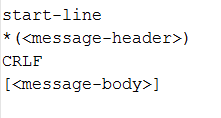 start-line
*(<message-header>)
CRLF
[<message-body>]